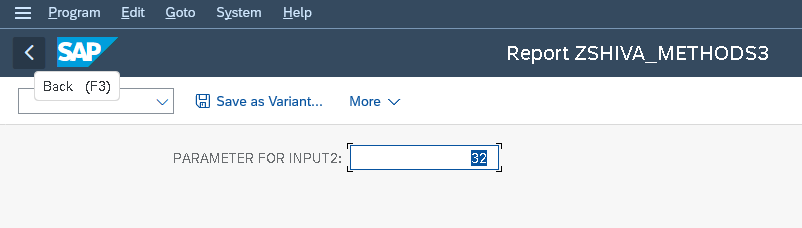 Program Edit Goto System Help
SAP Report ZSHIVA_METHODS3
Back (F3)
Save as Variant... More
PARAMETER FOR INPUT2: 32